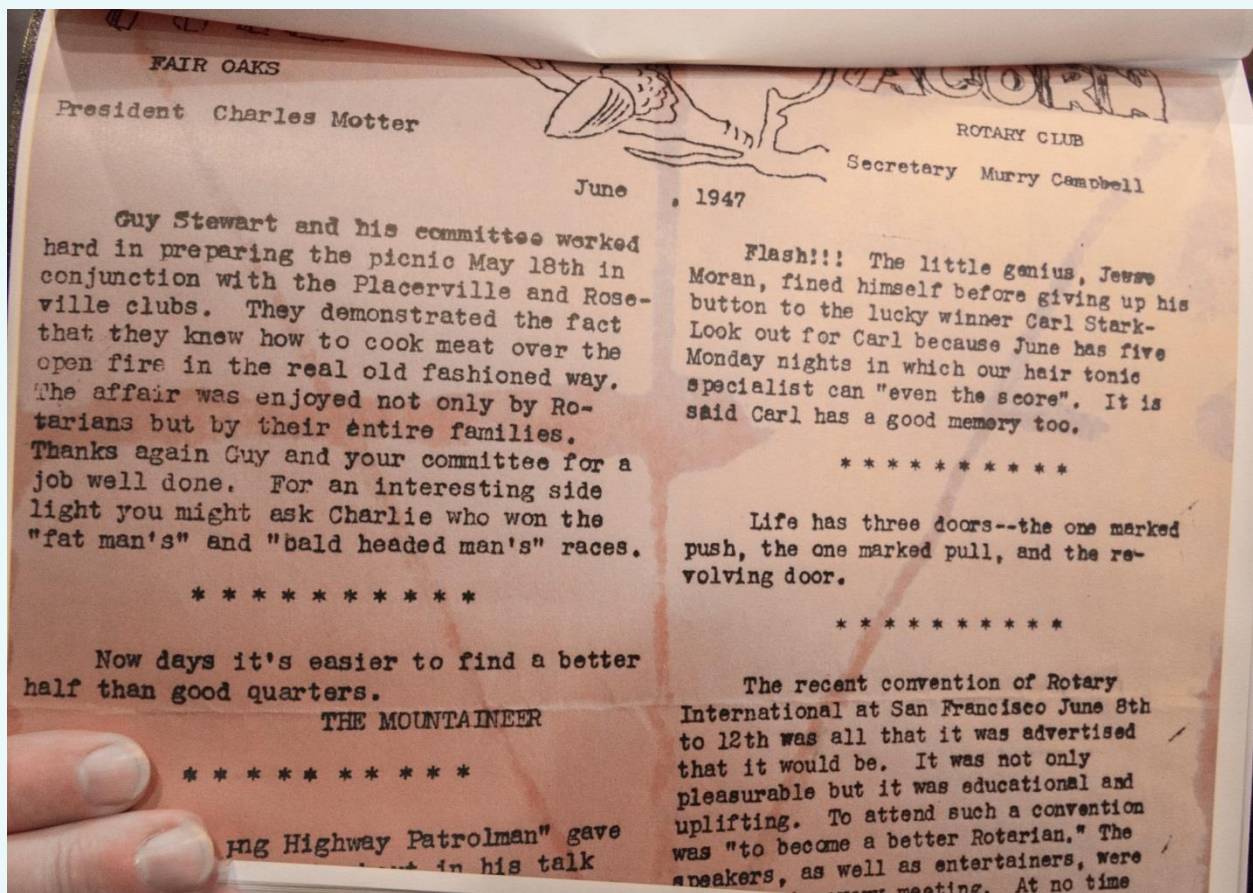 FAIR OAKS
ACORN
President Charles Motter
ROTARY CLUB
Secretary Murry Campbell
June , 1947
Guy Stewart and his committee worked
hard in preparing the picnic May 18th in
conjunction with the Placerville and Rose-
ville clubs. They demonstrated the fact
that they knew how to cook meat over the
open fire in the real old fashioned way.
The affair was enjoyed not only by Ro-
tarians but by their entire families.
Thanks again Guy and your committee for a
job well done. For an interesting side
light you might ask Charlie who won the
"fat man's" and "bald headed man's" races.
* * * * * * * * * *
Now days it's easier to find a better
half than good quarters.
THE MOUNTAINEER
* * * * * * * * * *
Highway Patrolman" gave
in his talk
Flash!!! The little genius, Jesse
Moran, fined himself before giving up his
button to the lucky winner Carl Stark-
Look out for Carl because June has five
Monday nights in which our hair tonic
specialist can "even the score". It is
said Carl has a good memory too.
* * * * * * * * * *
Life has three doors--the one marked
push, the one marked pull, and the re-
volving door.
* * * * * * * * * *
The recent convention of Rotary
International at San Francisco June 8th
to 12th was all that it was advertised
that it would be. It was not only
pleasurable but it was educational and
uplifting. To attend such a convention
was "to become a better Rotarian." The
speakers, as well as entertainers, were
meeting. At no time